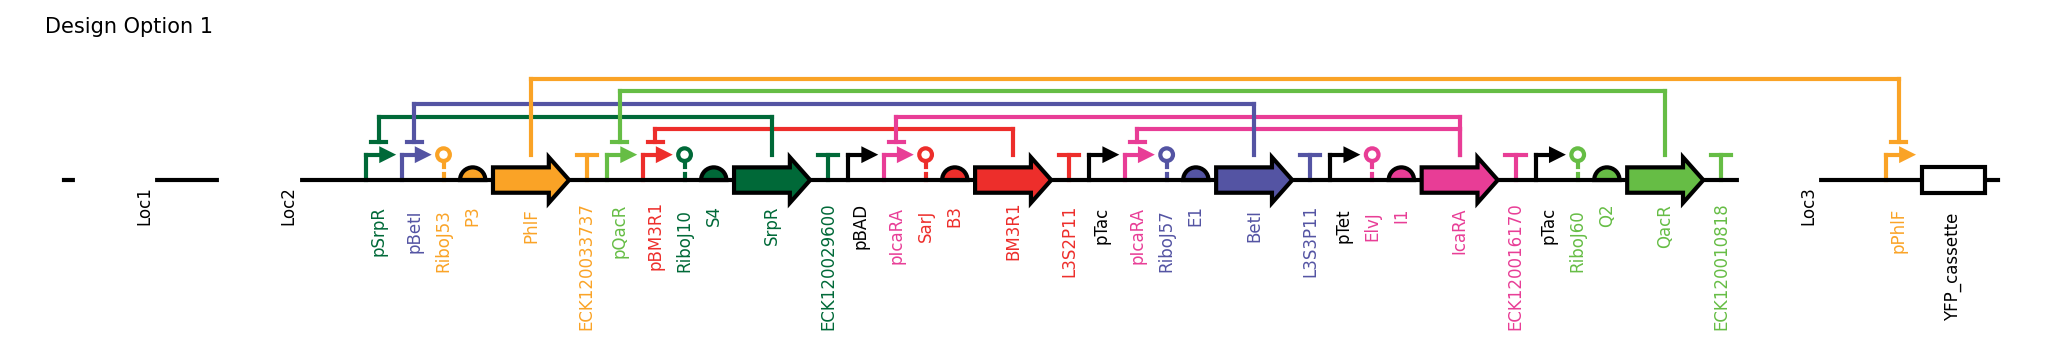 Design Option 1
Loc1
Loc2
pSrpR
pBetI
RiboJ53
P3
PhlF
ECK120033737
pQacR
pBM3R1
RiboJ10
S4
SrpR
ECK120029600
pBAD
pIcaRA
SarJ
B3
BM3R1
L3S2P11
pTac
pIcaRA
RiboJ57
E1
BetI
L3S3P11
pTet
ElvJ
I1
IcaRA
ECK120016170
pTac
RiboJ60
Q2
QacR
ECK120010818
Loc3
pPhlF
YFP_cassette